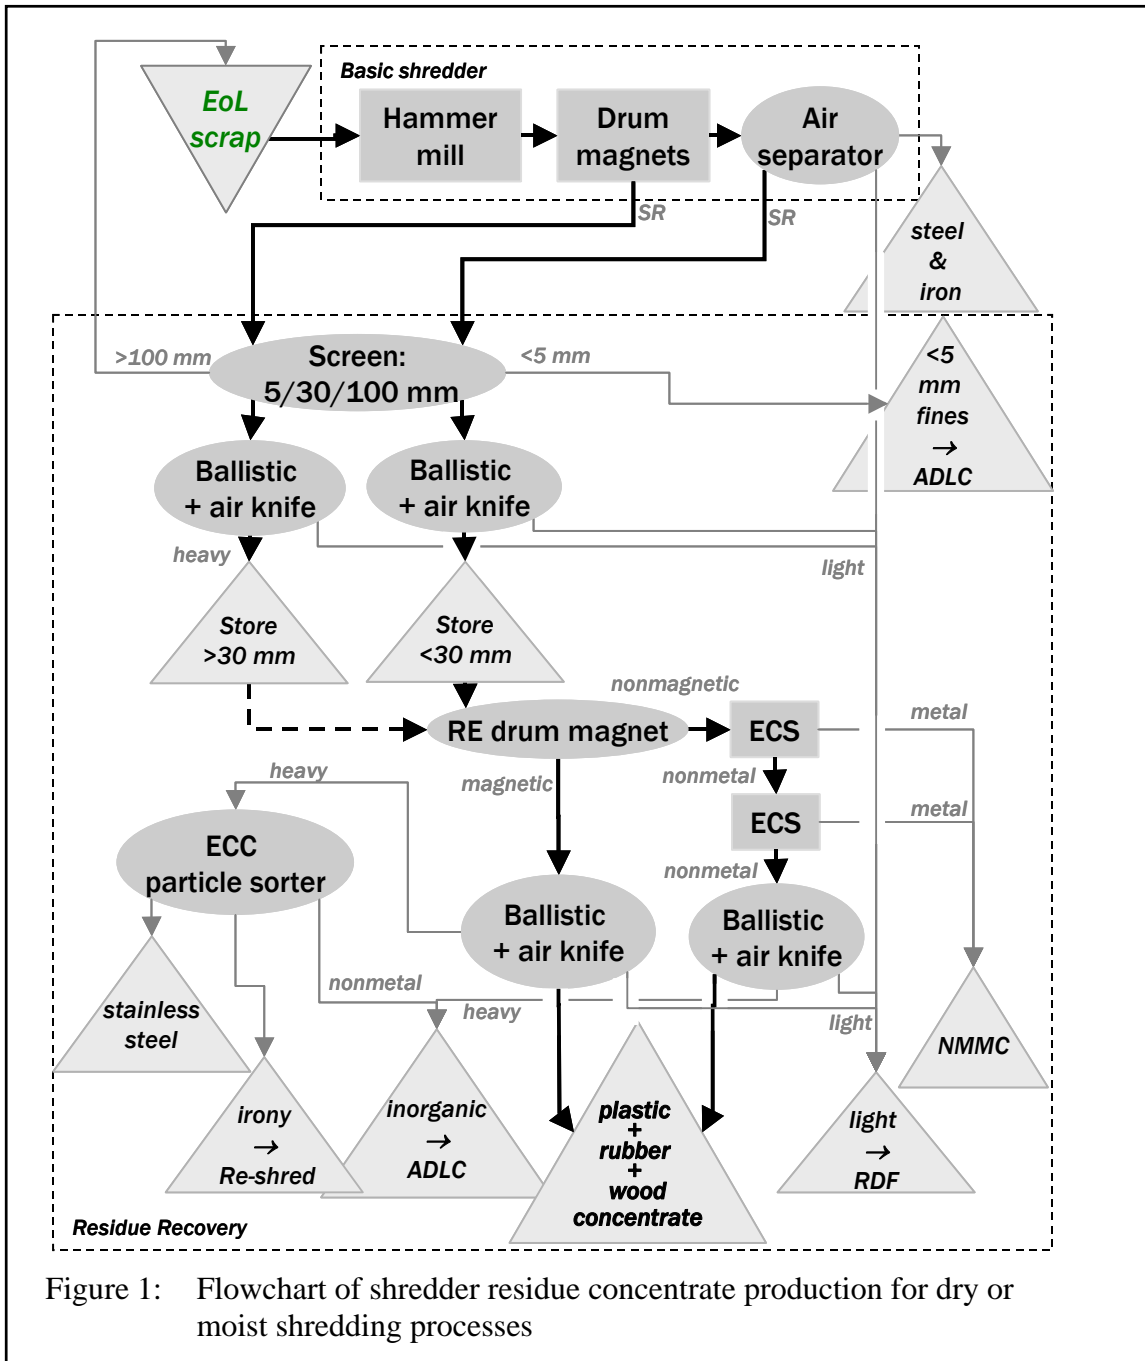 Basic shredder
EoL
scrap
Hammer
mill
Drum
magnets
Air
separator
SR
SR
steel
&
iron
>100 mm
Screen:
5/30/100 mm
<5 mm
<5
mm
fines
→
ADLC
Ballistic
+ air knife
Ballistic
+ air knife
heavy
light
Store
>30 mm
Store
<30 mm
nonmagnetic
RE drum magnet
ECS
metal
heavy
magnetic
nonmetal
ECS
metal
ECC
particle sorter
nonmetal
Ballistic
+ air knife
Ballistic
+ air knife
nonmetal
heavy
light
stainless
steel
NMMC
irony
→
Re-shred
inorganic
→
ADLC
plastic
+
rubber
+
wood
concentrate
light
→
RDF
Residue Recovery
Figure 1: Flowchart of shredder residue concentrate production for dry or
moist shredding processes